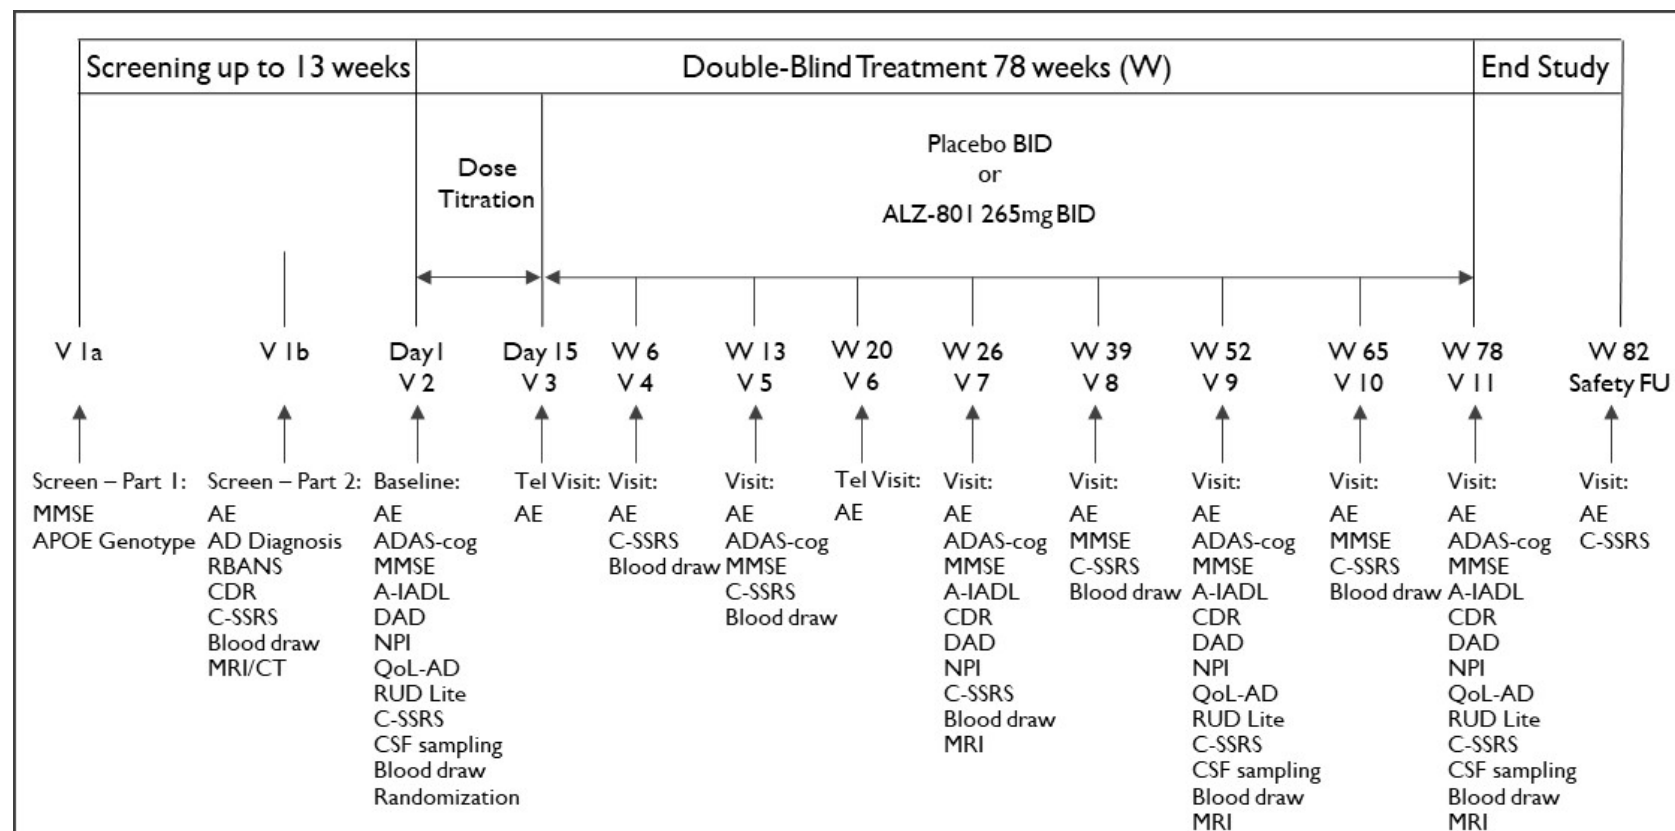 Screening up to 13 weeks
Double-Blind Treatment 78 weeks (W)
End Study
Dose
Titration
Placebo BID
or
ALZ-801 265mg BID
V 1a
V 1b
Day1
V 2
Day 15
V 3
W 6
V 4
W 13
V 5
W 20
V 6
W 26
V 7
W 39
V 8
W 52
V 9
W 65
V 10
W 78
V 11
W 82
Safety FU
Screen – Part 1:
MMSE
APOE Genotype
Screen – Part 2:
AE
AD Diagnosis
RBANS
CDR
C-SSRS
Blood draw
MRI/CT
Baseline:
AE
ADAS-cog
MMSE
A-IADL
DAD
NPI
QoL-AD
RUD Lite
C-SSRS
CSF sampling
Blood draw
Randomization
Tel Visit:
AE
Visit:
AE
C-SSRS
Blood draw
Visit:
AE
ADAS-cog
MMSE
C-SSRS
Blood draw
Tel Visit:
AE
Visit:
AE
ADAS-cog
MMSE
A-IADL
CDR
DAD
NPI
C-SSRS
Blood draw
MRI
Visit:
AE
MMSE
C-SSRS
Blood draw
Visit:
AE
ADAS-cog
MMSE
A-IADL
CDR
DAD
NPI
QoL-AD
RUD Lite
C-SSRS
CSF sampling
Blood draw
MRI
Visit:
AE
MMSE
C-SSRS
Blood draw
Visit:
AE
ADAS-cog
MMSE
A-IADL
CDR
DAD
NPI
QoL-AD
RUD Lite
C-SSRS
CSF sampling
Blood draw
MRI
Visit:
AE
C-SSRS